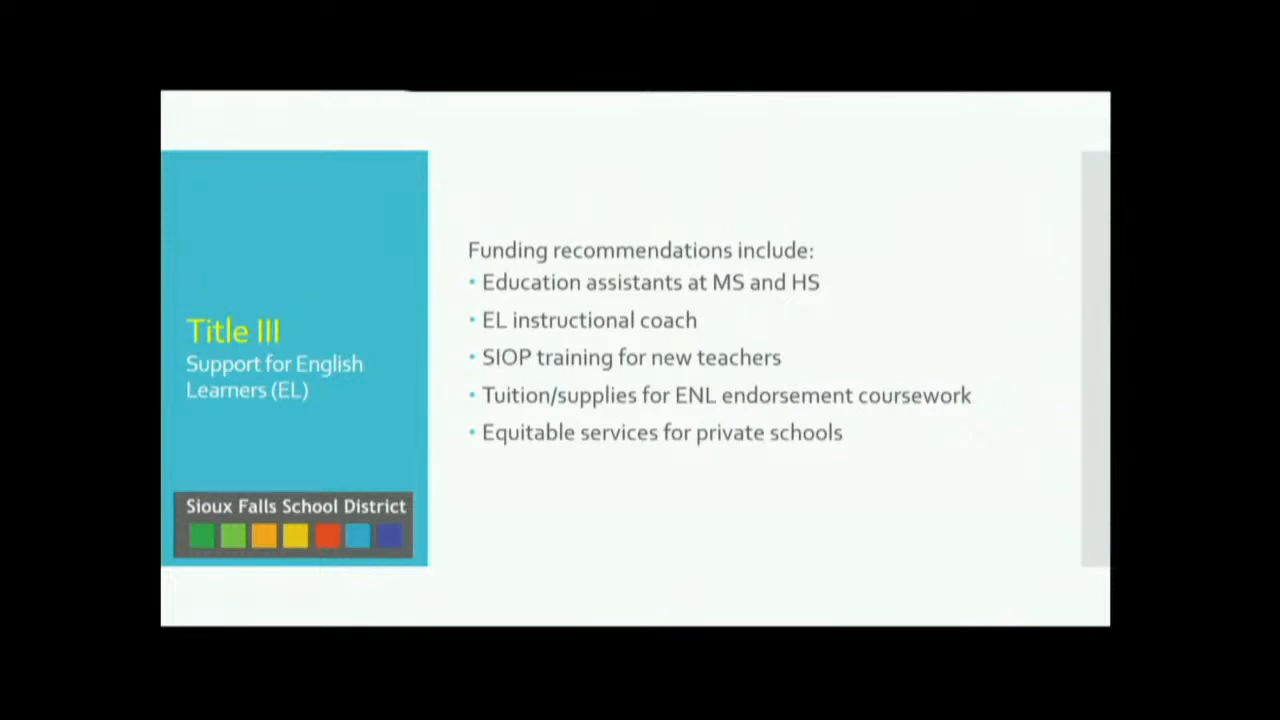 Title III
Support for English
Learners (EL)
Sioux Falls School District
Funding recommendations include:
• Education assistants at MS and HS
• EL instructional coach
• SIOP training for new teachers
• Tuition/supplies for ENL endorsement coursework
• Equitable services for private schools